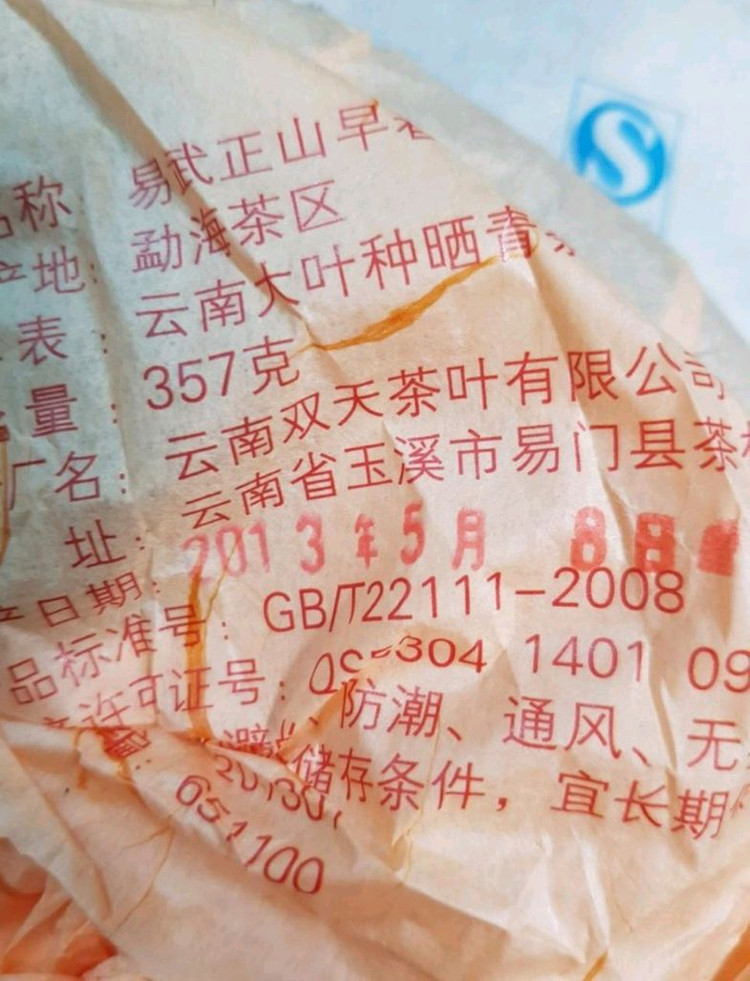 称 易武正山早
地: 勐海茶区
表: 云南大叶种晒青
量: 357克
厂名: 云南双天茶叶有限公司
址: 云南省玉溪市易门县茶
日期: 2013年5月 8日
品标准号: GB/T22111-2008
许可证号: 304 1401 09
、防潮、通风、无
避 储存条件，宜长期
651100
S